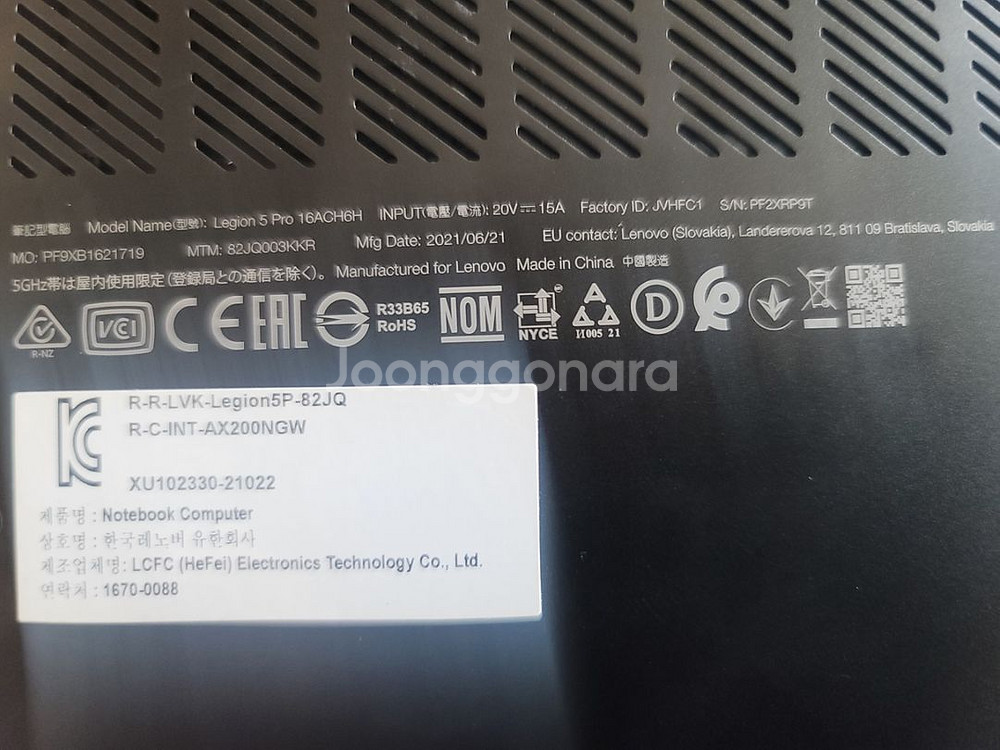 筆記型電腦 Model Name(型號): Legion 5 Pro 16ACH6H INPUT(電壓/電流): 20V⎓15A Factory ID: JVHFC1 S/N: PF2XRP9T
MO: PF9XB1621719 MTM: 82JQ003KKR Mfg Date: 2021/06/21 EU contact: Lenovo (Slovakia), Landererova 12, 811 09 Bratislava, Slovakia
5GHz帯は屋内使用限定 (登録局との通信を除く)。 Manufactured for Lenovo Made in China 中國製造
R-NZ VCI CE EAC R33B65 RoHS NOM NYCE I1005 21 D
Joonggonara
R-R-LVK-Legion5P-82JQ
R-C-INT-AX200NGW
XU102330-21022
제품명 : Notebook Computer
상호명 : 한국레노버 유한회사
제조업체명: LCFC (HeFei) Electronics Technology Co., Ltd.
연락처 : 1670-0088